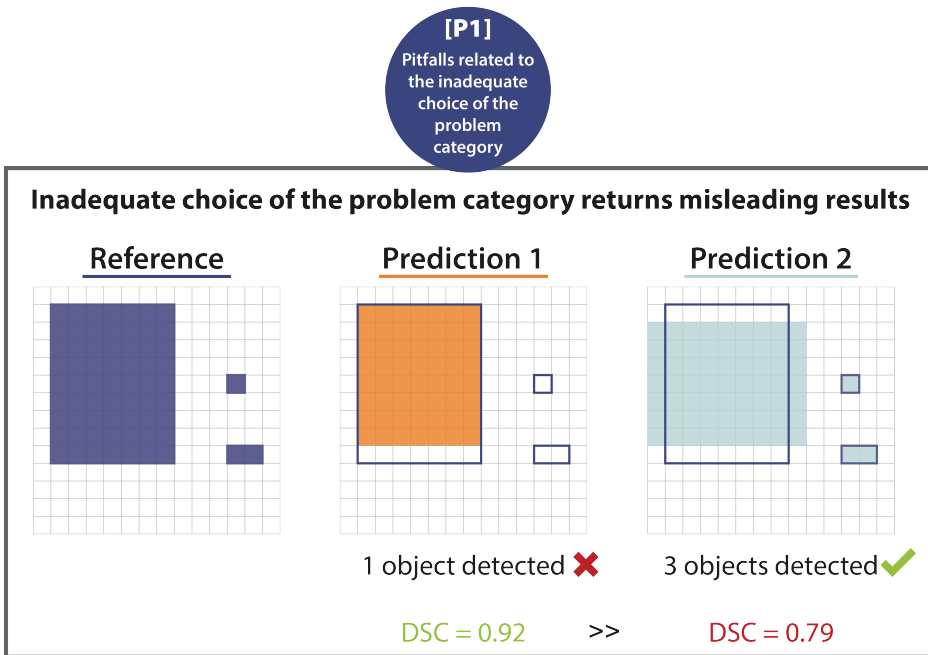 [P1]
Pitfalls related to
the inadequate
choice of the
problem
category
Inadequate choice of the problem category returns misleading results
Reference
Prediction 1
Prediction 2
1 object detected
3 objects detected
DSC = 0.92 >> DSC = 0.79